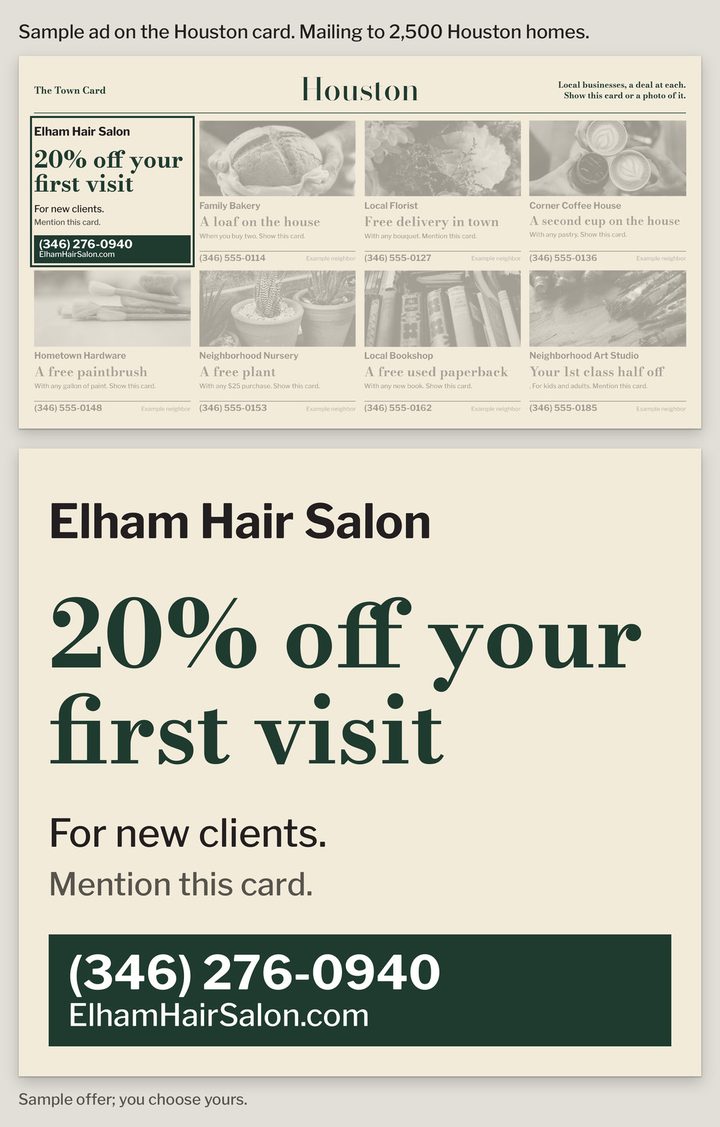 Sample ad on the Houston card. Mailing to 2,500 Houston homes.
The Town Card
Houston
Local businesses, a deal at each.
Show this card or a photo of it.
Elham Hair Salon
20% off your
first visit
For new clients.
Mention this card.
(346) 276-0940
ElhamHairSalon.com
Family Bakery
A loaf on the house
When you buy two. Show this card.
(346) 555-0114 Example neighbor
Local Florist
Free delivery in town
With any bouquet. Mention this card.
(346) 555-0127 Example neighbor
Corner Coffee House
A second cup on the house
With any pastry. Show this card.
(346) 555-0136 Example neighbor
Hometown Hardware
A free paintbrush
With any gallon of paint. Show this card.
(346) 555-0148 Example neighbor
Neighborhood Nursery
A free plant
With any $25 purchase. Show this card.
(346) 555-0153 Example neighbor
Local Bookshop
A free used paperback
With any new book. Show this card.
(346) 555-0162 Example neighbor
Neighborhood Art Studio
Your 1st class half off
For kids and adults. Mention this card.
(346) 555-0185 Example neighbor
Elham Hair Salon
20% off your
first visit
For new clients.
Mention this card.
(346) 276-0940
ElhamHairSalon.com
Sample offer; you choose yours.